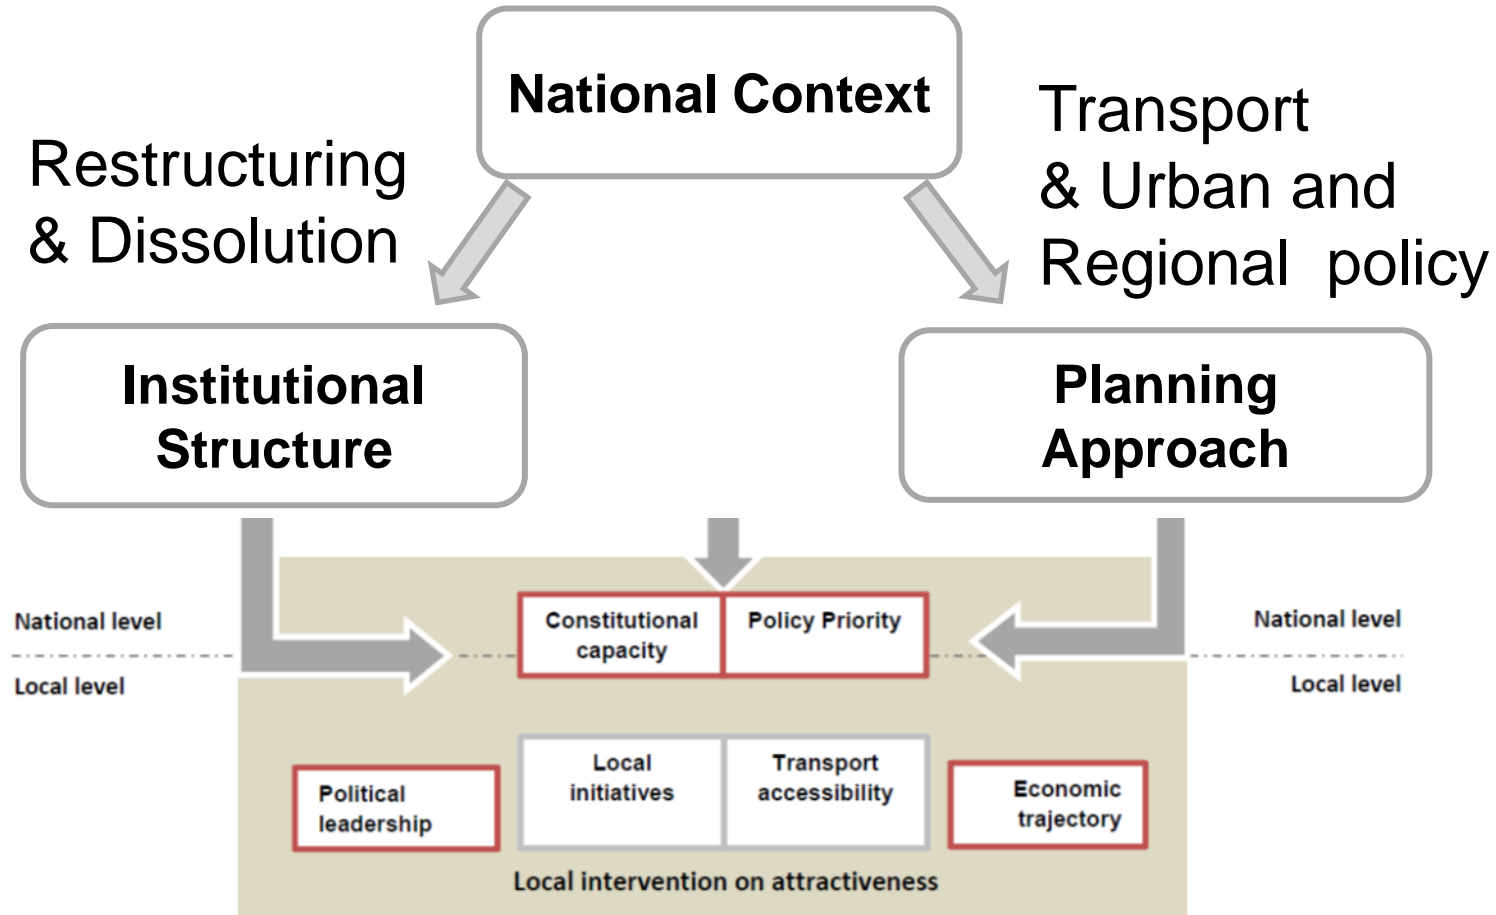 National Context
Restructuring
& Dissolution
Transport
& Urban and
Regional policy
Institutional
Structure
Planning
Approach
National level
Local level
Constitutional
capacity
Policy Priority
National level
Local level
Political
leadership
Local
initiatives
Transport
accessibility
Economic
trajectory
Local intervention on attractiveness